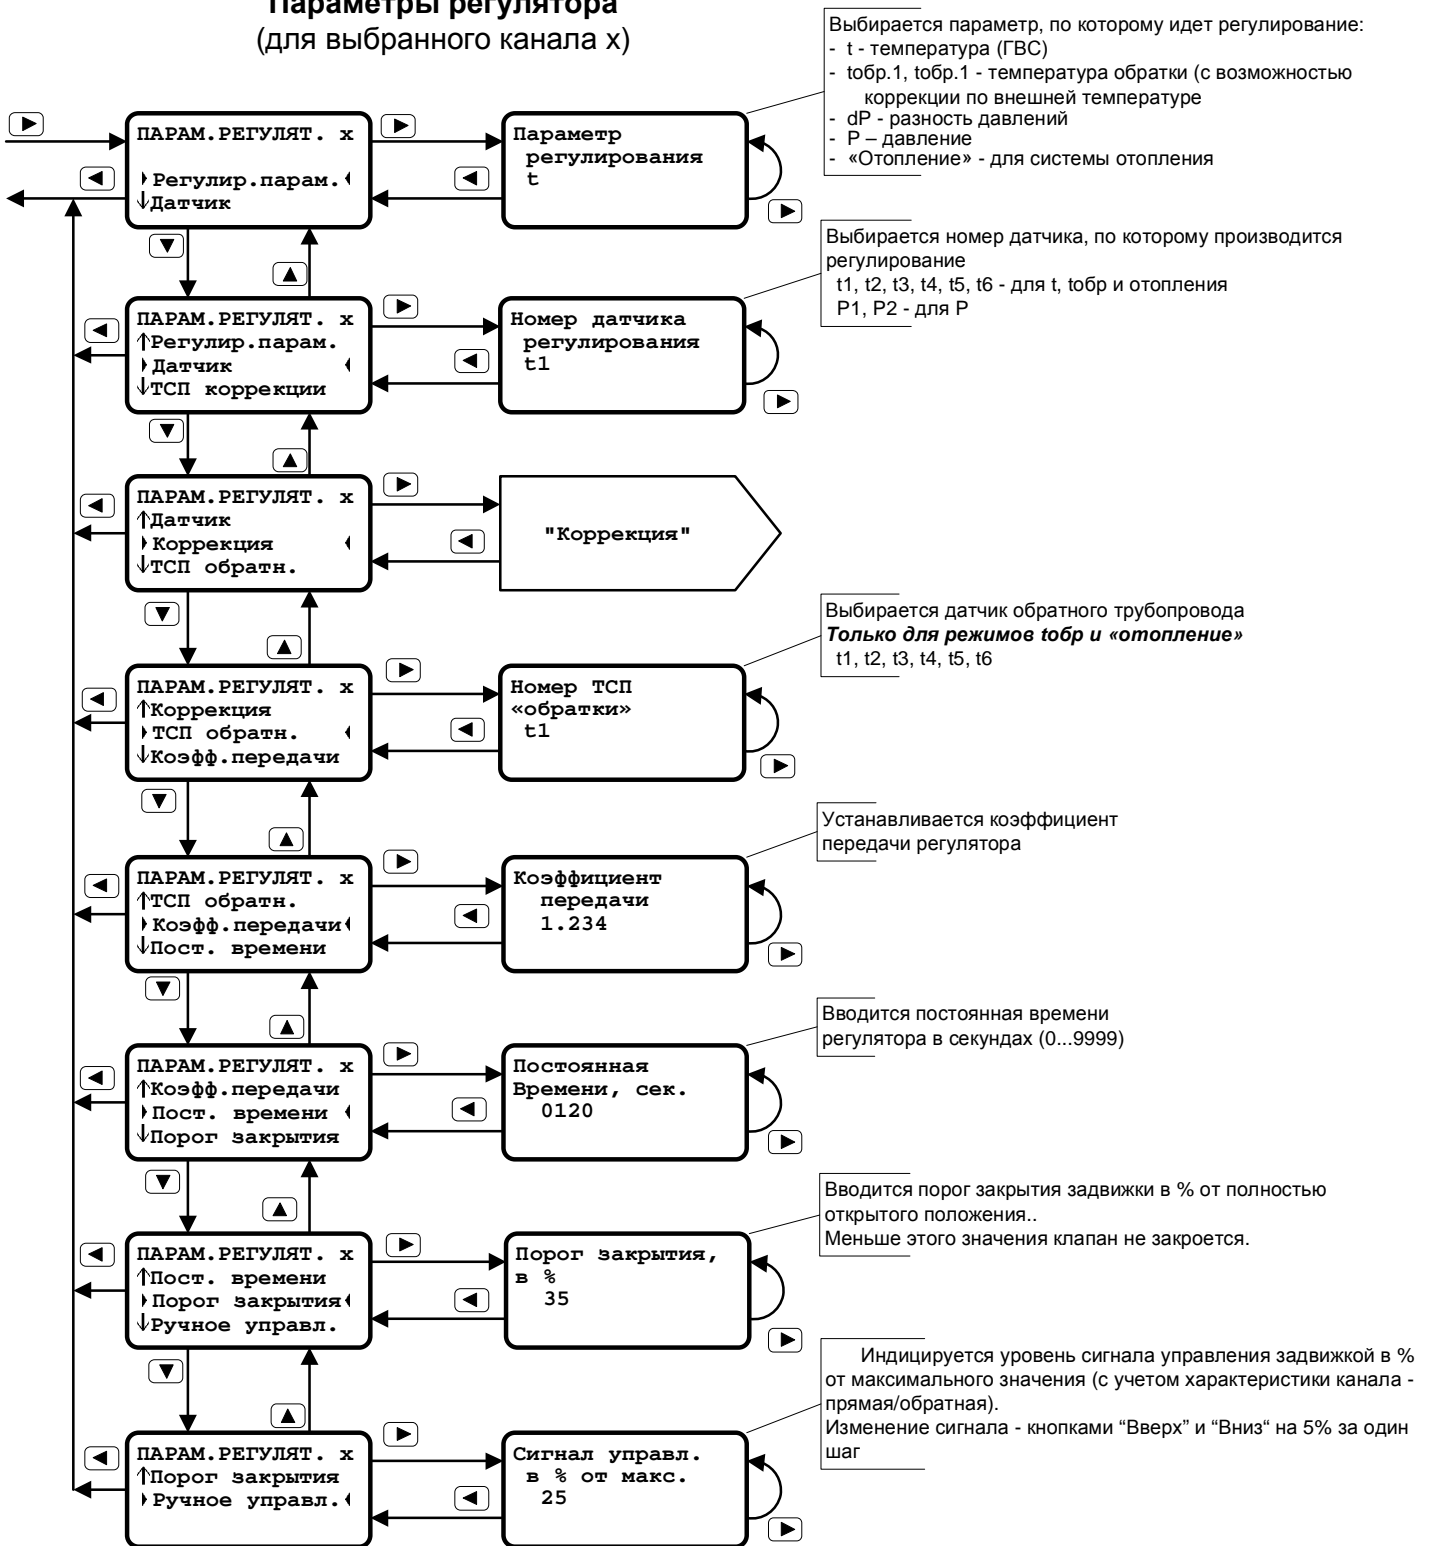 Параметры регулятора
(для выбранного канала x)
Выбирается параметр, по которому идет регулирование:
- t - температура (ГВС)
- tобр.1, tобр.1 - температура обратки (с возможностью
коррекции по внешней температуре
- dP - разность давлений
- P – давление
- «Отопление» - для системы отопления
ПАРАМ.РЕГУЛЯТ. x
Регулир.парам.
↓Датчик
Параметр
регулирования
t
Выбирается номер датчика, по которому производится
регулирование
t1, t2, t3, t4, t5, t6 - для t, tобр и отопления
P1, P2 - для P
ПАРАМ.РЕГУЛЯТ. x
↑Регулир.парам.
Датчик
↓ТСП коррекции
Номер датчика
регулирования
t1
ПАРАМ.РЕГУЛЯТ. x
↑Датчик
Коррекция
↓ТСП обратн.
"Коррекция"
Выбирается датчик обратного трубопровода
Только для режимов tобр и «отопление»
t1, t2, t3, t4, t5, t6
ПАРАМ.РЕГУЛЯТ. x
↑Коррекция
ТСП обратн.
↓Коэфф.передачи
Номер ТСП
«обратки»
t1
Устанавливается коэффициент
передачи регулятора
ПАРАМ.РЕГУЛЯТ. x
↑ТСП обратн.
Коэфф.передачи
↓Пост. времени
Коэффициент
передачи
1.234
Вводится постоянная времени
регулятора в секундах (0...9999)
ПАРАМ.РЕГУЛЯТ. x
↑Коэфф.передачи
Пост. времени
↓Порог закрытия
Постоянная
Времени, сек.
0120
Вводится порог закрытия задвижки в % от полностью
открытого положения..
Меньше этого значения клапан не закроется.
ПАРАМ.РЕГУЛЯТ. x
↑Пост. времени
Порог закрытия
↓Ручное управл.
Порог закрытия,
в %
35
Индицируется уровень сигнала управления задвижкой в %
от максимального значения (с учетом характеристики канала -
прямая/обратная).
Изменение сигнала - кнопками “Вверх” и “Вниз“ на 5% за один
шаг
ПАРАМ.РЕГУЛЯТ. x
↑Порог закрытия
Ручное управл.
Сигнал управл.
в % от макс.
25